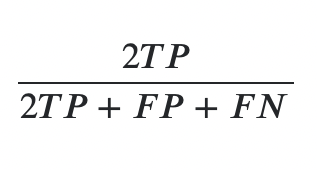 2TP
2TP + FP + FN